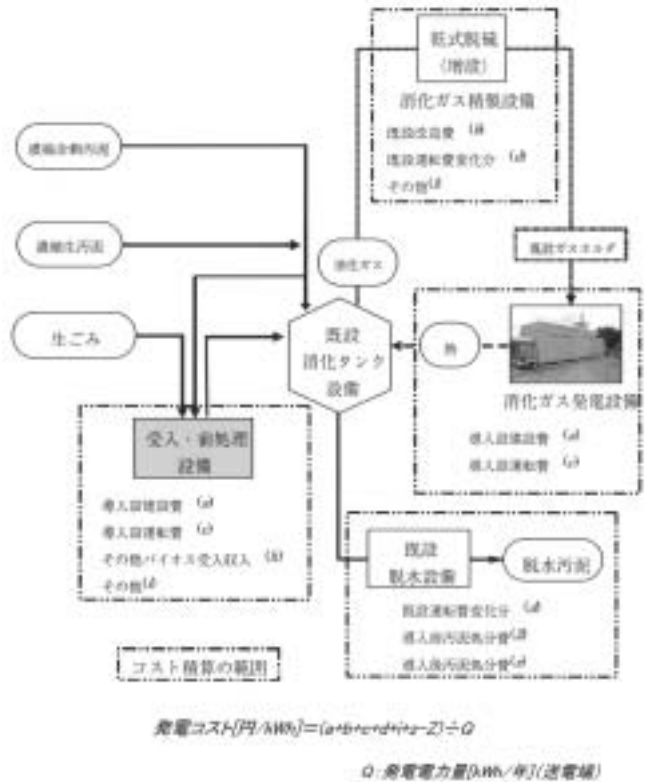 乾式脱硫
(増設)
消化ガス精製設備
既設改造費
既設運転費変化分 (d)
その他
濃縮余剰汚泥
濃縮生汚泥
生ごみ
消化ガス
既設ガスホルダ
既設
消化タンク
設備
熱
消化ガス発電設備
導入設建設費 (a)
導入設運転費 (c)
受入・前処理
設備
導入設建設費 (a)
導入設運転費 (c)
その他バイオマス受入収入
その他
既設
脱水設備
脱水汚泥
既設運転費変化分 (d)
導入前汚泥処分費
導入後汚泥処分費
コスト積算の範囲
発電コスト[円/kWh]=
Q:発電電力量[kWh/年](送電端)